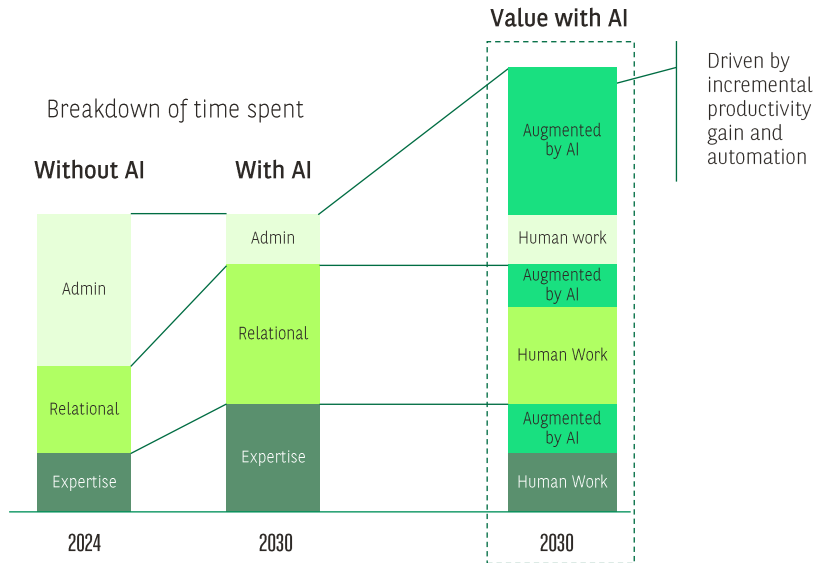 Value with AI
Driven by
incremental
productivity
gain and
automation
Breakdown of time spent
Without AI
With AI
Admin
Relational
Expertise
Admin
Relational
Expertise
Augmented
by AI
Human work
Augmented
by AI
Human Work
Augmented
by AI
Human Work
2024
2030
2030